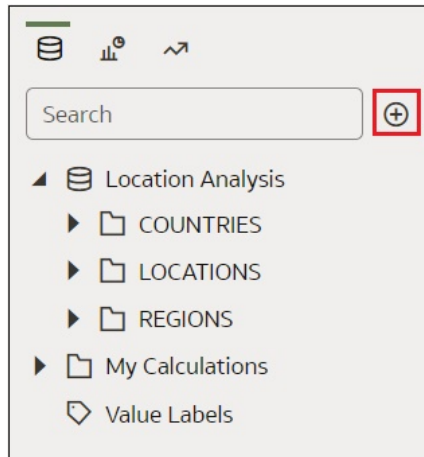 Search
Location Analysis
COUNTRIES
LOCATIONS
REGIONS
My Calculations
Value Labels